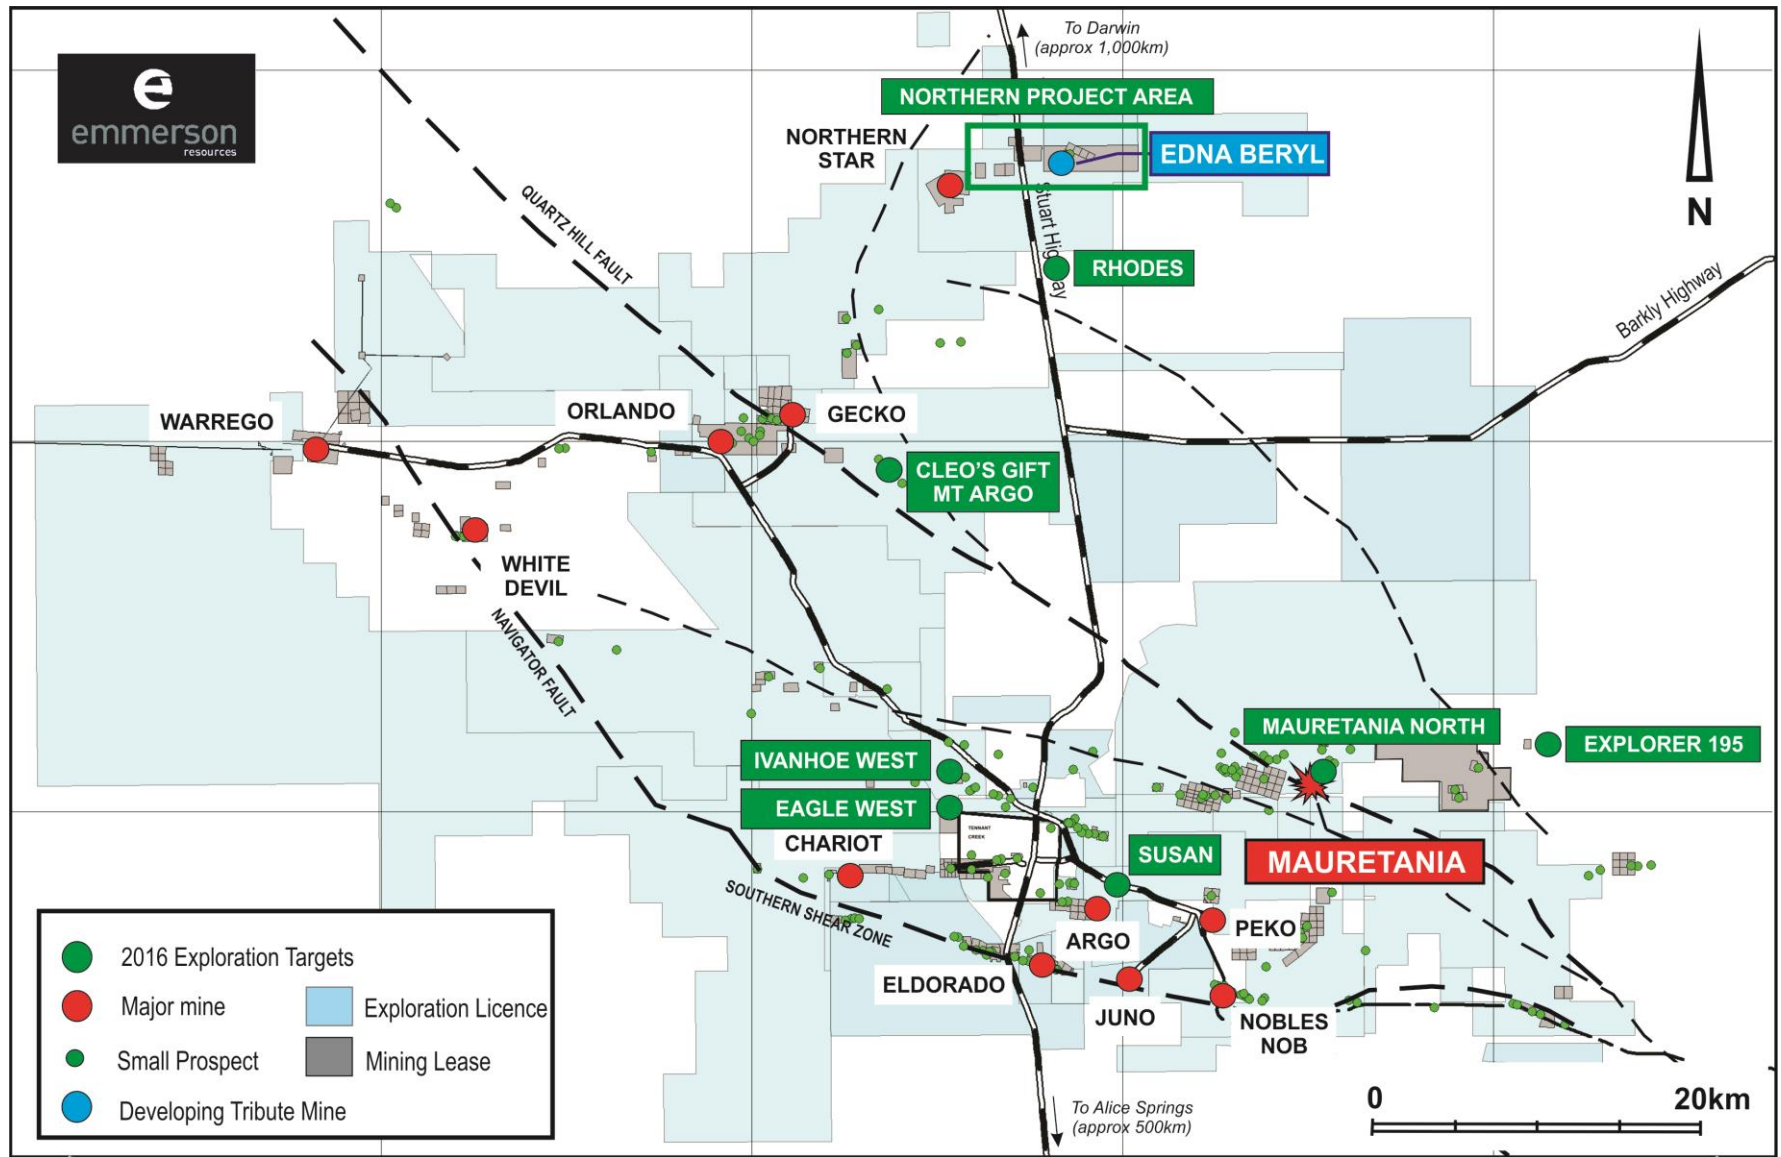 To Darwin
(approx 1,000km)
e
emmerson
resources
NORTHERN PROJECT AREA
NORTHERN
STAR
EDNA BERYL
N
QUARTZ HILL FAULT
Stuart Highway
RHODES
Barkly Highway
WARREGO
ORLANDO
GECKO
CLEO'S GIFT
MT ARGO
WHITE
DEVIL
NAVIGATOR FAULT
MAURETANIA NORTH
EXPLORER 195
IVANHOE WEST
EAGLE WEST
TENNANT
CREEK
CHARIOT
SUSAN
MAURETANIA
SOUTHERN SHEAR ZONE
ARGO
PEKO
ELDORADO
JUNO
NOBLES
NOB
2016 Exploration Targets
Major mine
Exploration Licence
Small Prospect
Mining Lease
Developing Tribute Mine
To Alice Springs
(approx 500km)
0
20km